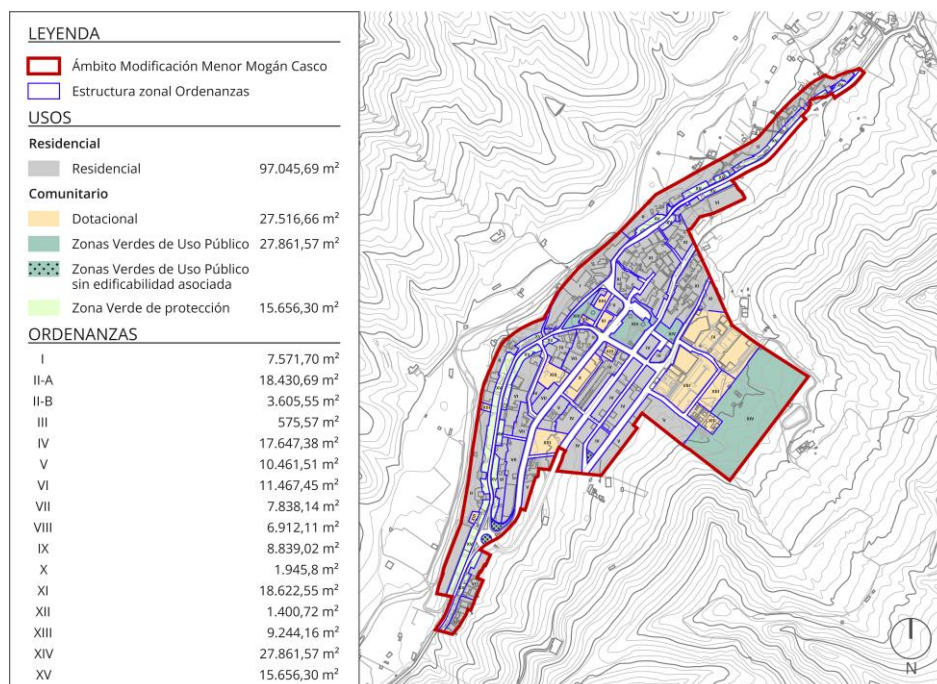 LEYENDA
Ámbito Modificación Menor Mogán Casco
Estructura zonal Ordenanzas
USOS
Residencial
Residencial 97.045,69 m²
Comunitario
Dotacional 27.516,66 m²
Zonas Verdes de Uso Público 27.861,57 m²
Zonas Verdes de Uso Público
sin edificabilidad asociada
Zona Verde de protección 15.656,30 m²
ORDENANZAS
I 7.571,70 m²
II-A 18.430,69 m²
II-B 3.605,55 m²
III 575,57 m²
IV 17.647,38 m²
V 10.461,51 m²
VI 11.467,45 m²
VII 7.838,14 m²
VIII 6.912,11 m²
IX 8.839,02 m²
X 1.945,8 m²
XI 18.622,55 m²
XII 1.400,72 m²
XIII 9.244,16 m²
XIV 27.861,57 m²
XV 15.656,30 m²
XIV
N